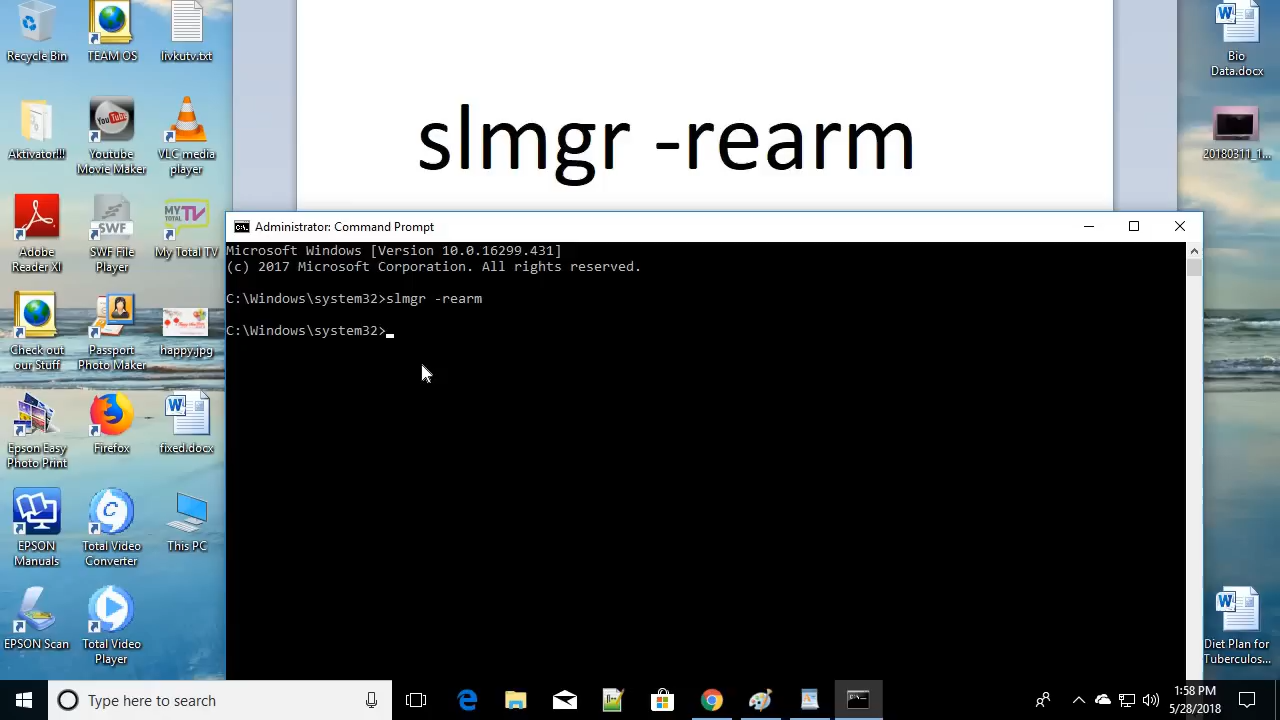 Recycle Bin
TEAM OS
livkutv.txt
Aktivator!!!
Youtube
Movie Maker
VLC media
player
Adobe
Reader XI
SWF
SWF File
Player
MY
TOTAL
TV
My Total TV
Check out
our Stuff
Passport
Photo Maker
happy.jpg
Epson Easy
Photo Print
Firefox
fixed.docx
EPSON
Manuals
Total Video
Converter
This PC
EPSON Scan
Total Video
Player
slmgr -rearm
Administrator: Command Prompt
Microsoft Windows [Version 10.0.16299.431]
(c) 2017 Microsoft Corporation. All rights reserved.
C:\Windows\system32>slmgr -rearm
C:\Windows\system32>
Bio
Data.docx
20180311_1...
Diet Plan for
Tuberculos...
Type here to search
1:58 PM
5/28/2018